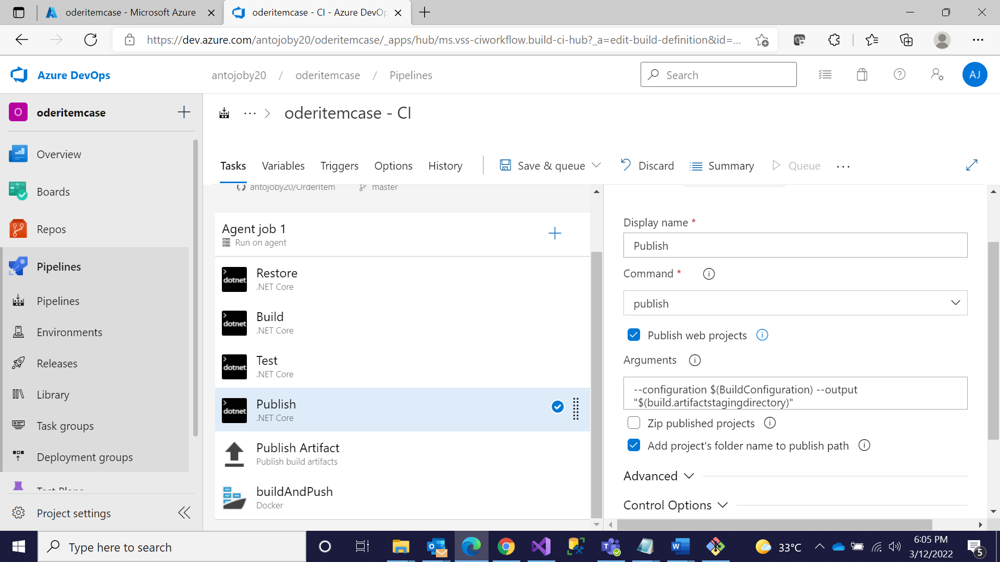 oderitemcase - Microsoft Azure
oderitemcase - CI - Azure DevOp
https://dev.azure.com/antojoby20/oderitemcase/_apps/hub/ms.vss-ciworkflow.build-ci-hub?_a=edit-build-definition&id=...
Azure DevOps
antojoby20 / oderitemcase / Pipelines
Search
AJ
O oderitemcase
Overview
Boards
Repos
Pipelines
Pipelines
Environments
Releases
Library
Task groups
Deployment groups
Test Plans
Project settings
... > oderitemcase - CI
Tasks Variables Triggers Options History Save & queue Discard Summary Queue ...
antojoby20/OrderItem master
Agent job 1
Run on agent
dotnet Restore
.NET Core
dotnet Build
.NET Core
dotnet Test
.NET Core
dotnet Publish
.NET Core
Publish Artifact
Publish build artifacts
buildAndPush
Docker
Display name *
Publish
Command *
publish
Publish web projects
Arguments
--configuration $(BuildConfiguration) --output
"$(build.artifactstagingdirectory)"
Zip published projects
Add project's folder name to publish path
Advanced
Control Options
Type here to search
33°C
6:05 PM
3/12/2022
5